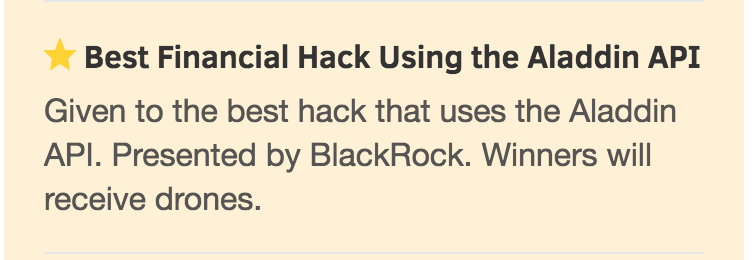 Best Financial Hack Using the Aladdin API
Given to the best hack that uses the Aladdin
API. Presented by BlackRock. Winners will
receive drones.